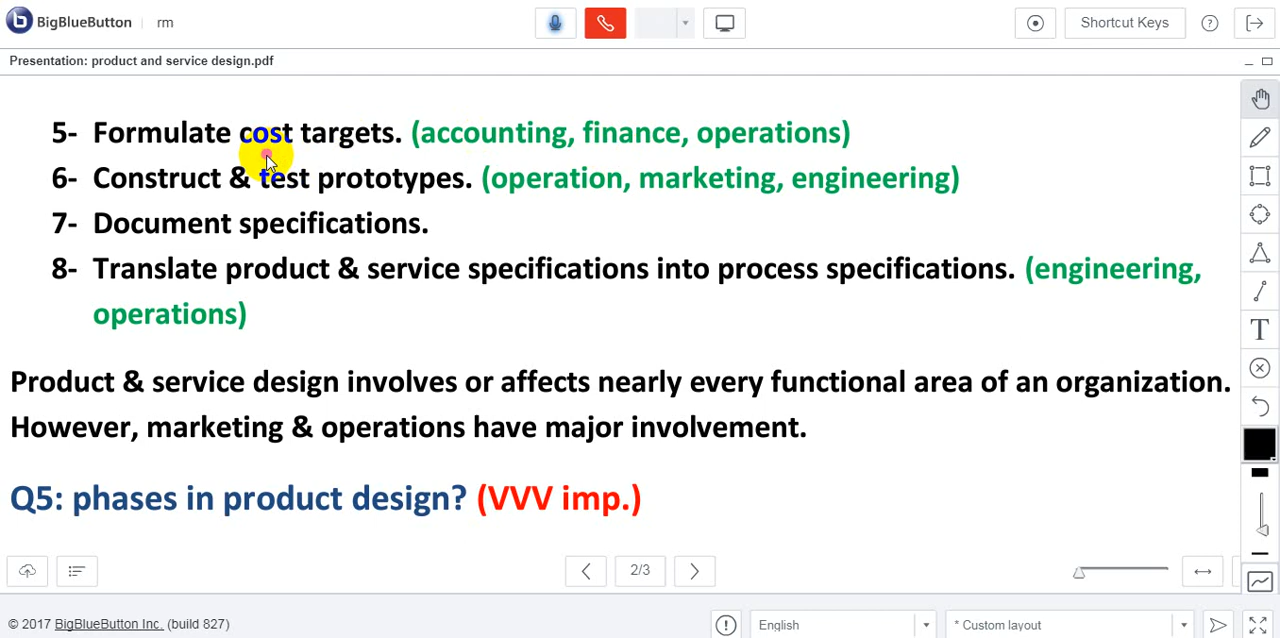 BigBlueButton rm Shortcut Keys
Presentation: product and service design.pdf
5- Formulate cost targets. (accounting, finance, operations)
6- Construct & test prototypes. (operation, marketing, engineering)
7- Document specifications.
8- Translate product & service specifications into process specifications. (engineering,
operations)
Product & service design involves or affects nearly every functional area of an organization.
However, marketing & operations have major involvement.
Q5: phases in product design? (VVV imp.)
2/3
© 2017 BigBlueButton Inc. (build 827) English * Custom layout